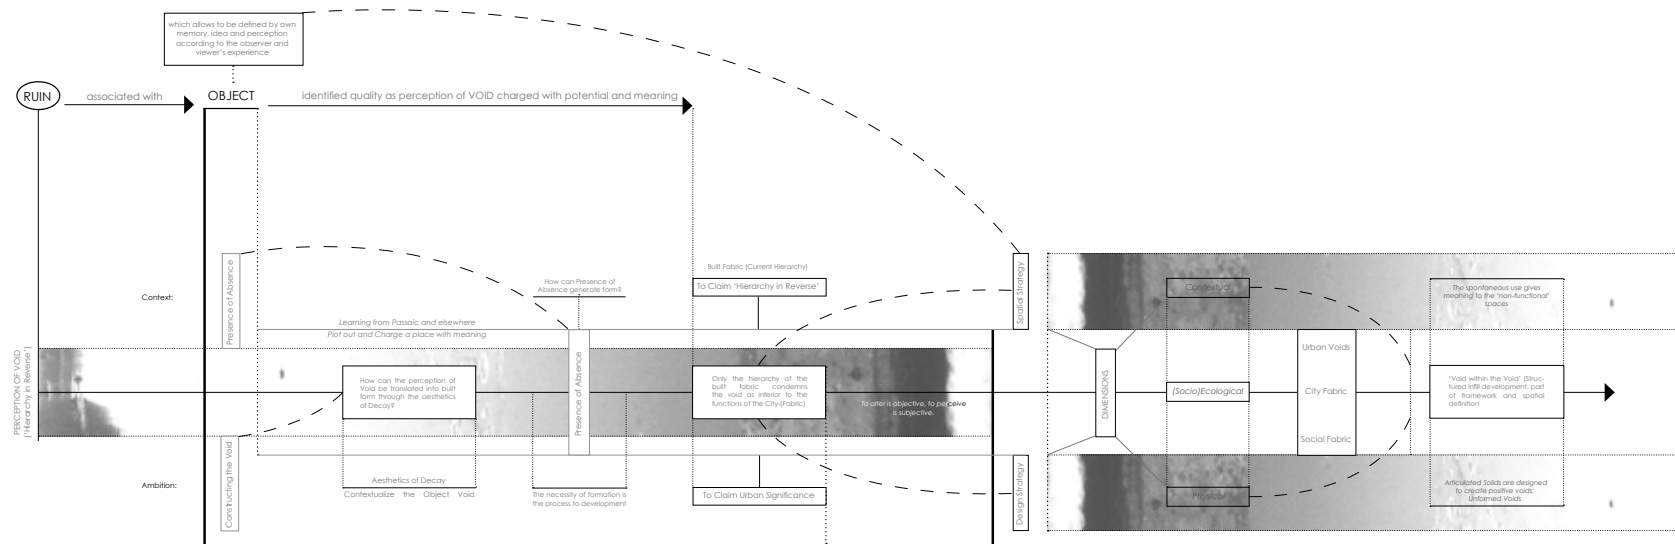 which allows to be defined by own
memory, idea and perception
according to the observer and
viewer's experience
RUIN
associated with
OBJECT
identified quality as perception of VOID charged with potential and meaning
PERCEPTION OF VOID
('Hierarchy in Reverse')
Context:
Ambition:
Presence of Absence
Constructing the Void
Learning from Passaic and elsewhere
Plot out and Charge a place with meaning
How can the perception of
Void be translated into built
form through the aesthetics
of Decay?
Aesthetics of Decay
Contextualize the Object Void
How can Presence of
Absence generate form?
Presence of Absence
The necessity of formation is
the process to development
Built Fabric (Current Hierarchy)
To Claim 'Hierarchy in Reverse'
Only the hierarchy of the
built fabric condemns
the void as inferior to the
functions of the City-(Fabric)
To Claim Urban Significance
To alter is objective, to perceive
is subjective.
Spatial Strategy
Design Strategy
DIMENSIONS
Contextual
(Socio)Ecological
Physical
Urban Voids
City Fabric
Social Fabric
The spontaneous use gives
meaning to the 'non-functional'
spaces
'Void within the Void' (Struc-
tured infill development, part
of framework and spatial
definition
Articulated Solids are designed
to create positive voids;
Unformed Voids